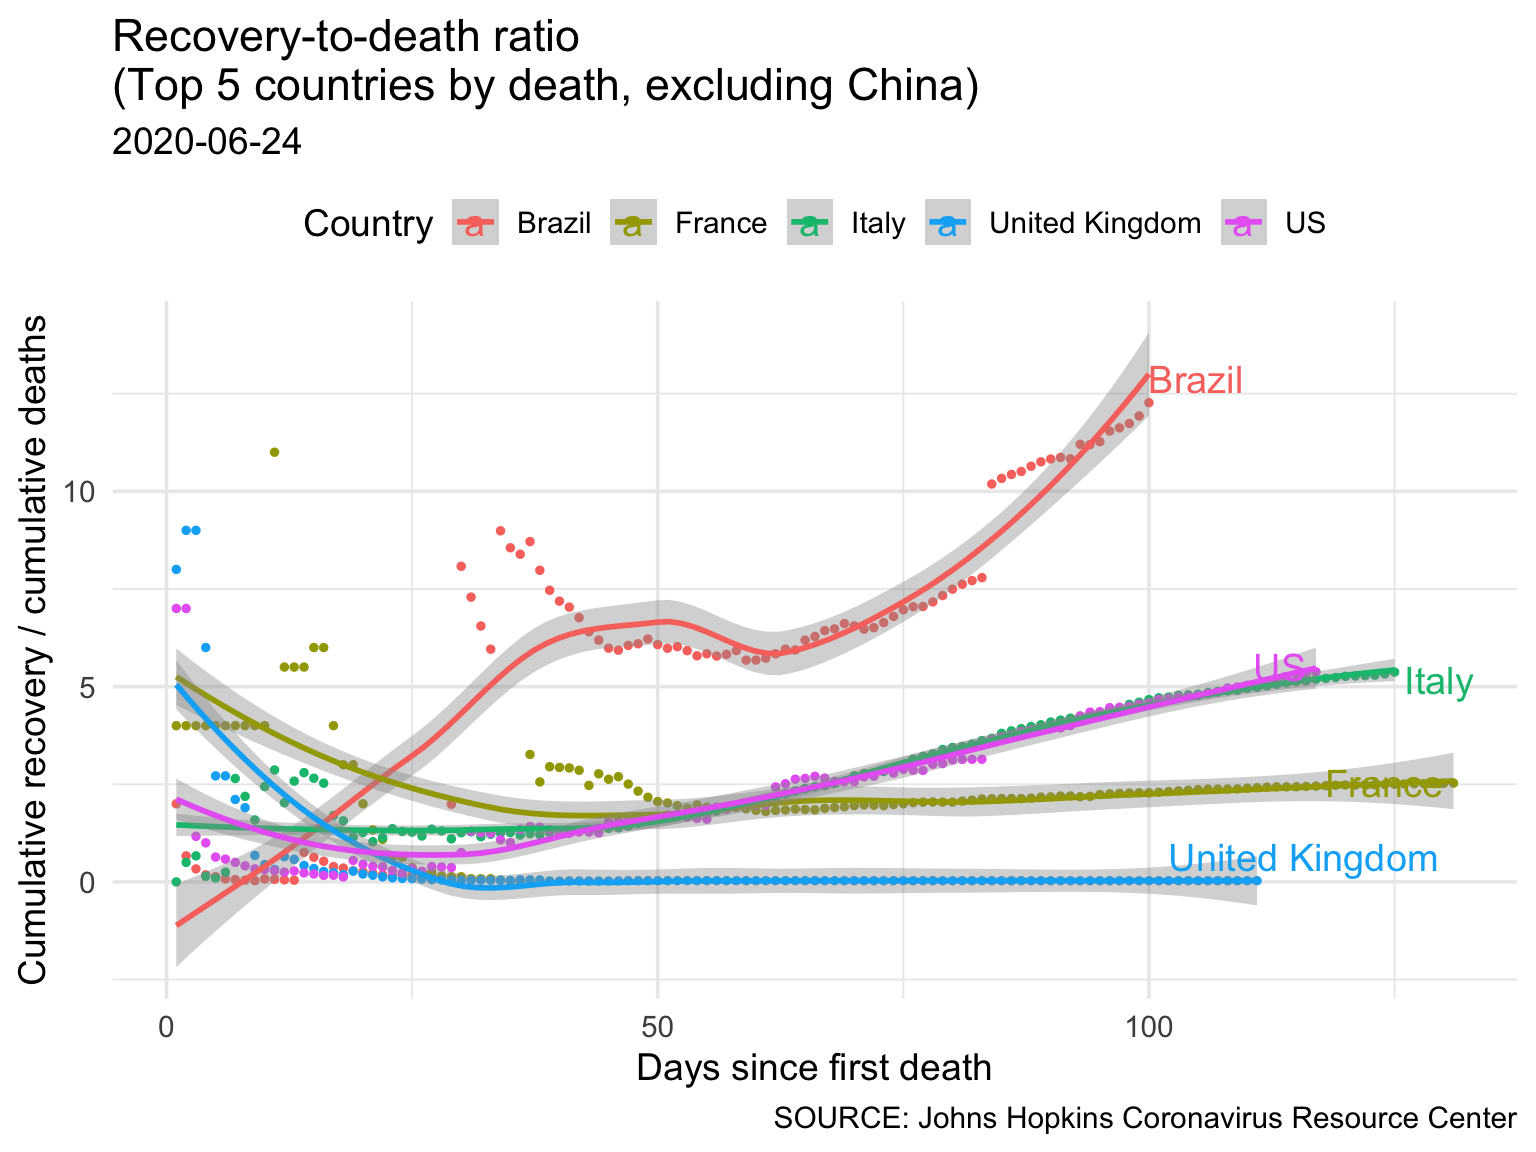 Recovery-to-death ratio
(Top 5 countries by death, excluding China)
2020-06-24
Country a Brazil a France a Italy a United Kingdom a US
Cumulative recovery / cumulative deaths
10
5
0
Brazil
US
Italy
France
United Kingdom
0 50 100
Days since first death
SOURCE: Johns Hopkins Coronavirus Resource Center